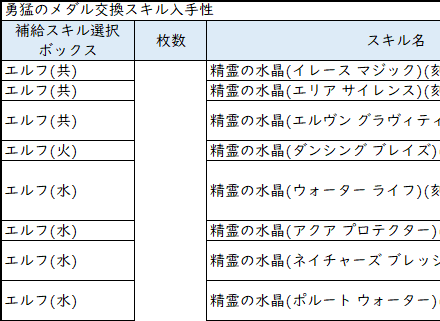 勇猛のメダル交換スキル入手性
補給スキル選択
ボックス
枚数
スキル名
エルフ(共)
精霊の水晶(イレース マジック)(刻
エルフ(共)
精霊の水晶(エリア サイレンス)(刻
エルフ(共)
精霊の水晶(エルヴン グラヴィティ
エルフ(火)
精霊の水晶(ダンシング ブレイズ)(
エルフ(水)
精霊の水晶(ウォーター ライフ)(刻
エルフ(水)
精霊の水晶(アクア プロテクター)(
エルフ(水)
精霊の水晶(ネイチャーズ ブレッシ
エルフ(水)
精霊の水晶(ポルート ウォーター)(